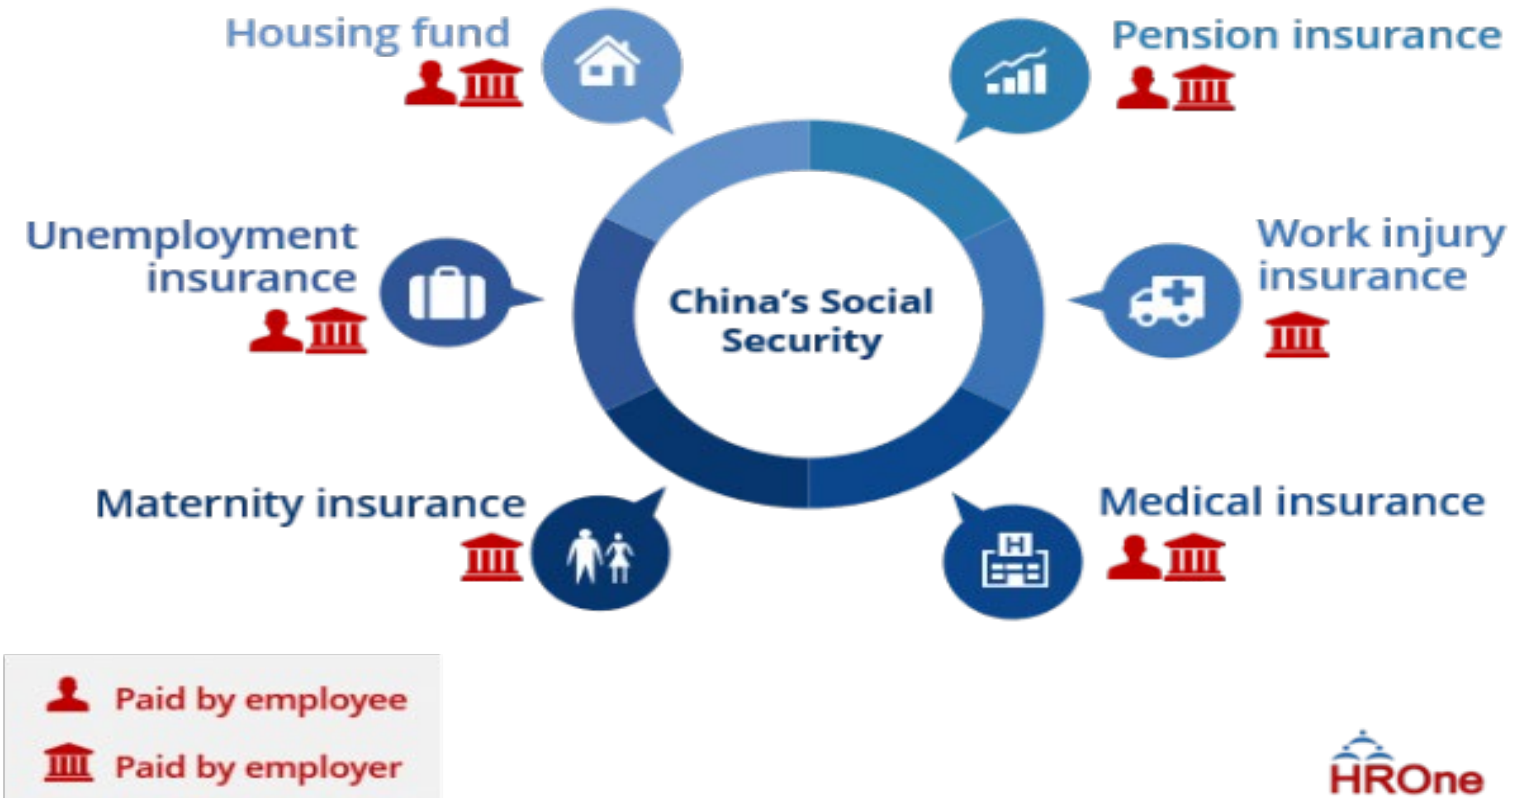 Housing fund
Pension insurance
Unemployment
insurance
Work injury
insurance
China's Social
Security
Maternity insurance
H
Medical insurance
Paid by employee
Paid by employer
HROne